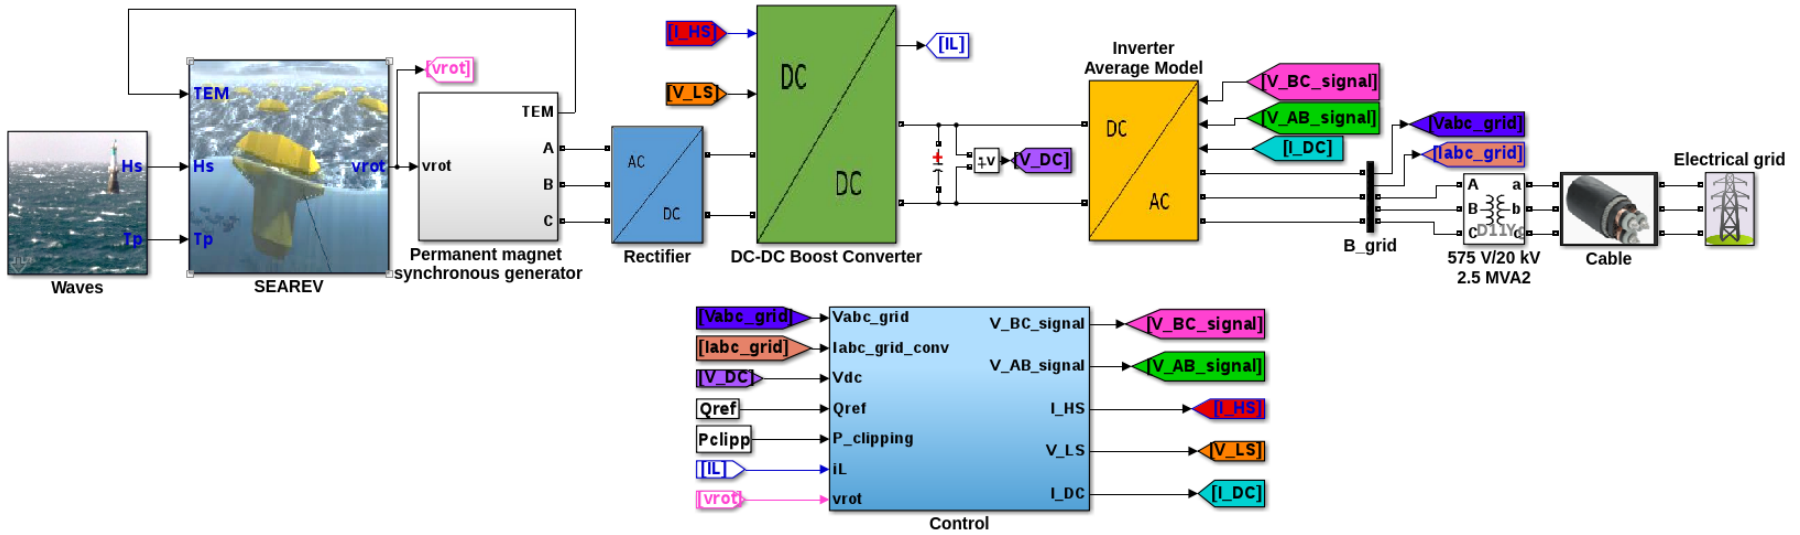 [vrot]
TEM
Hs
Tp
Waves
TEM
Hs
Tp
vrot
SEAREV
vrot
TEM
A
B
C
Permanent magnet
synchronous generator
AC
DC
Rectifier
[I_HS]
[V_LS]
DC
DC
DC-DC Boost Converter
[IL]
+
v
[V_DC]
Inverter
Average Model
DC
AC
[V_BC_signal]
[V_AB_signal]
[I_DC]
[Vabc_grid]
[Iabc_grid]
B_grid
A
B
C
a
b
c
D11Yg
575 V/20 kV
2.5 MVA2
Cable
Electrical grid
[Vabc_grid]
[Iabc_grid]
[V_DC]
Qref
Pclipp
[IL]
[vrot]
Vabc_grid
Iabc_grid_conv
Vdc
Qref
P_clipping
iL
vrot
V_BC_signal
V_AB_signal
I_HS
V_LS
I_DC
Control
[V_BC_signal]
[V_AB_signal]
[I_HS]
[V_LS]
[I_DC]